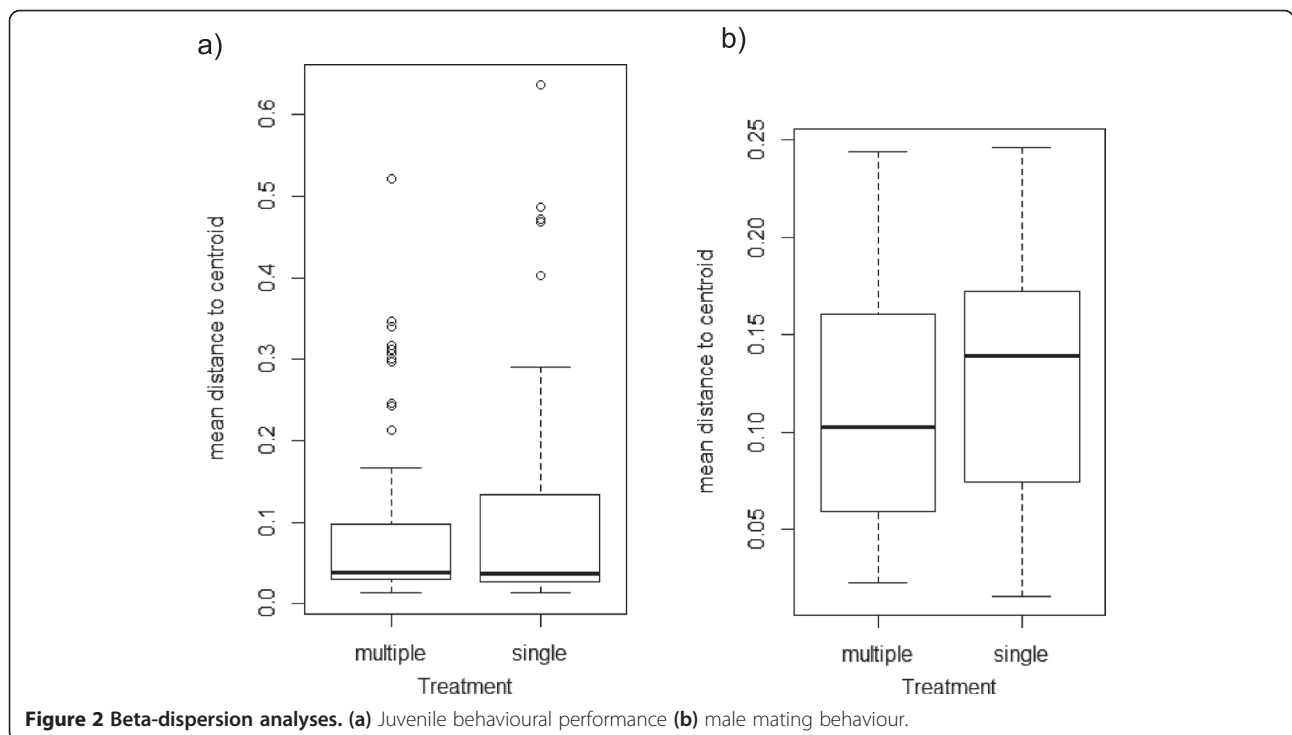 a)
mean distance to centroid
0.0 0.1 0.2 0.3 0.4 0.5 0.6
multiple single
Treatment
b)
mean distance to centroid
0.05 0.10 0.15 0.20 0.25
multiple single
Treatment
Figure 2 Beta-dispersion analyses. (a) Juvenile behavioural performance (b) male mating behaviour.